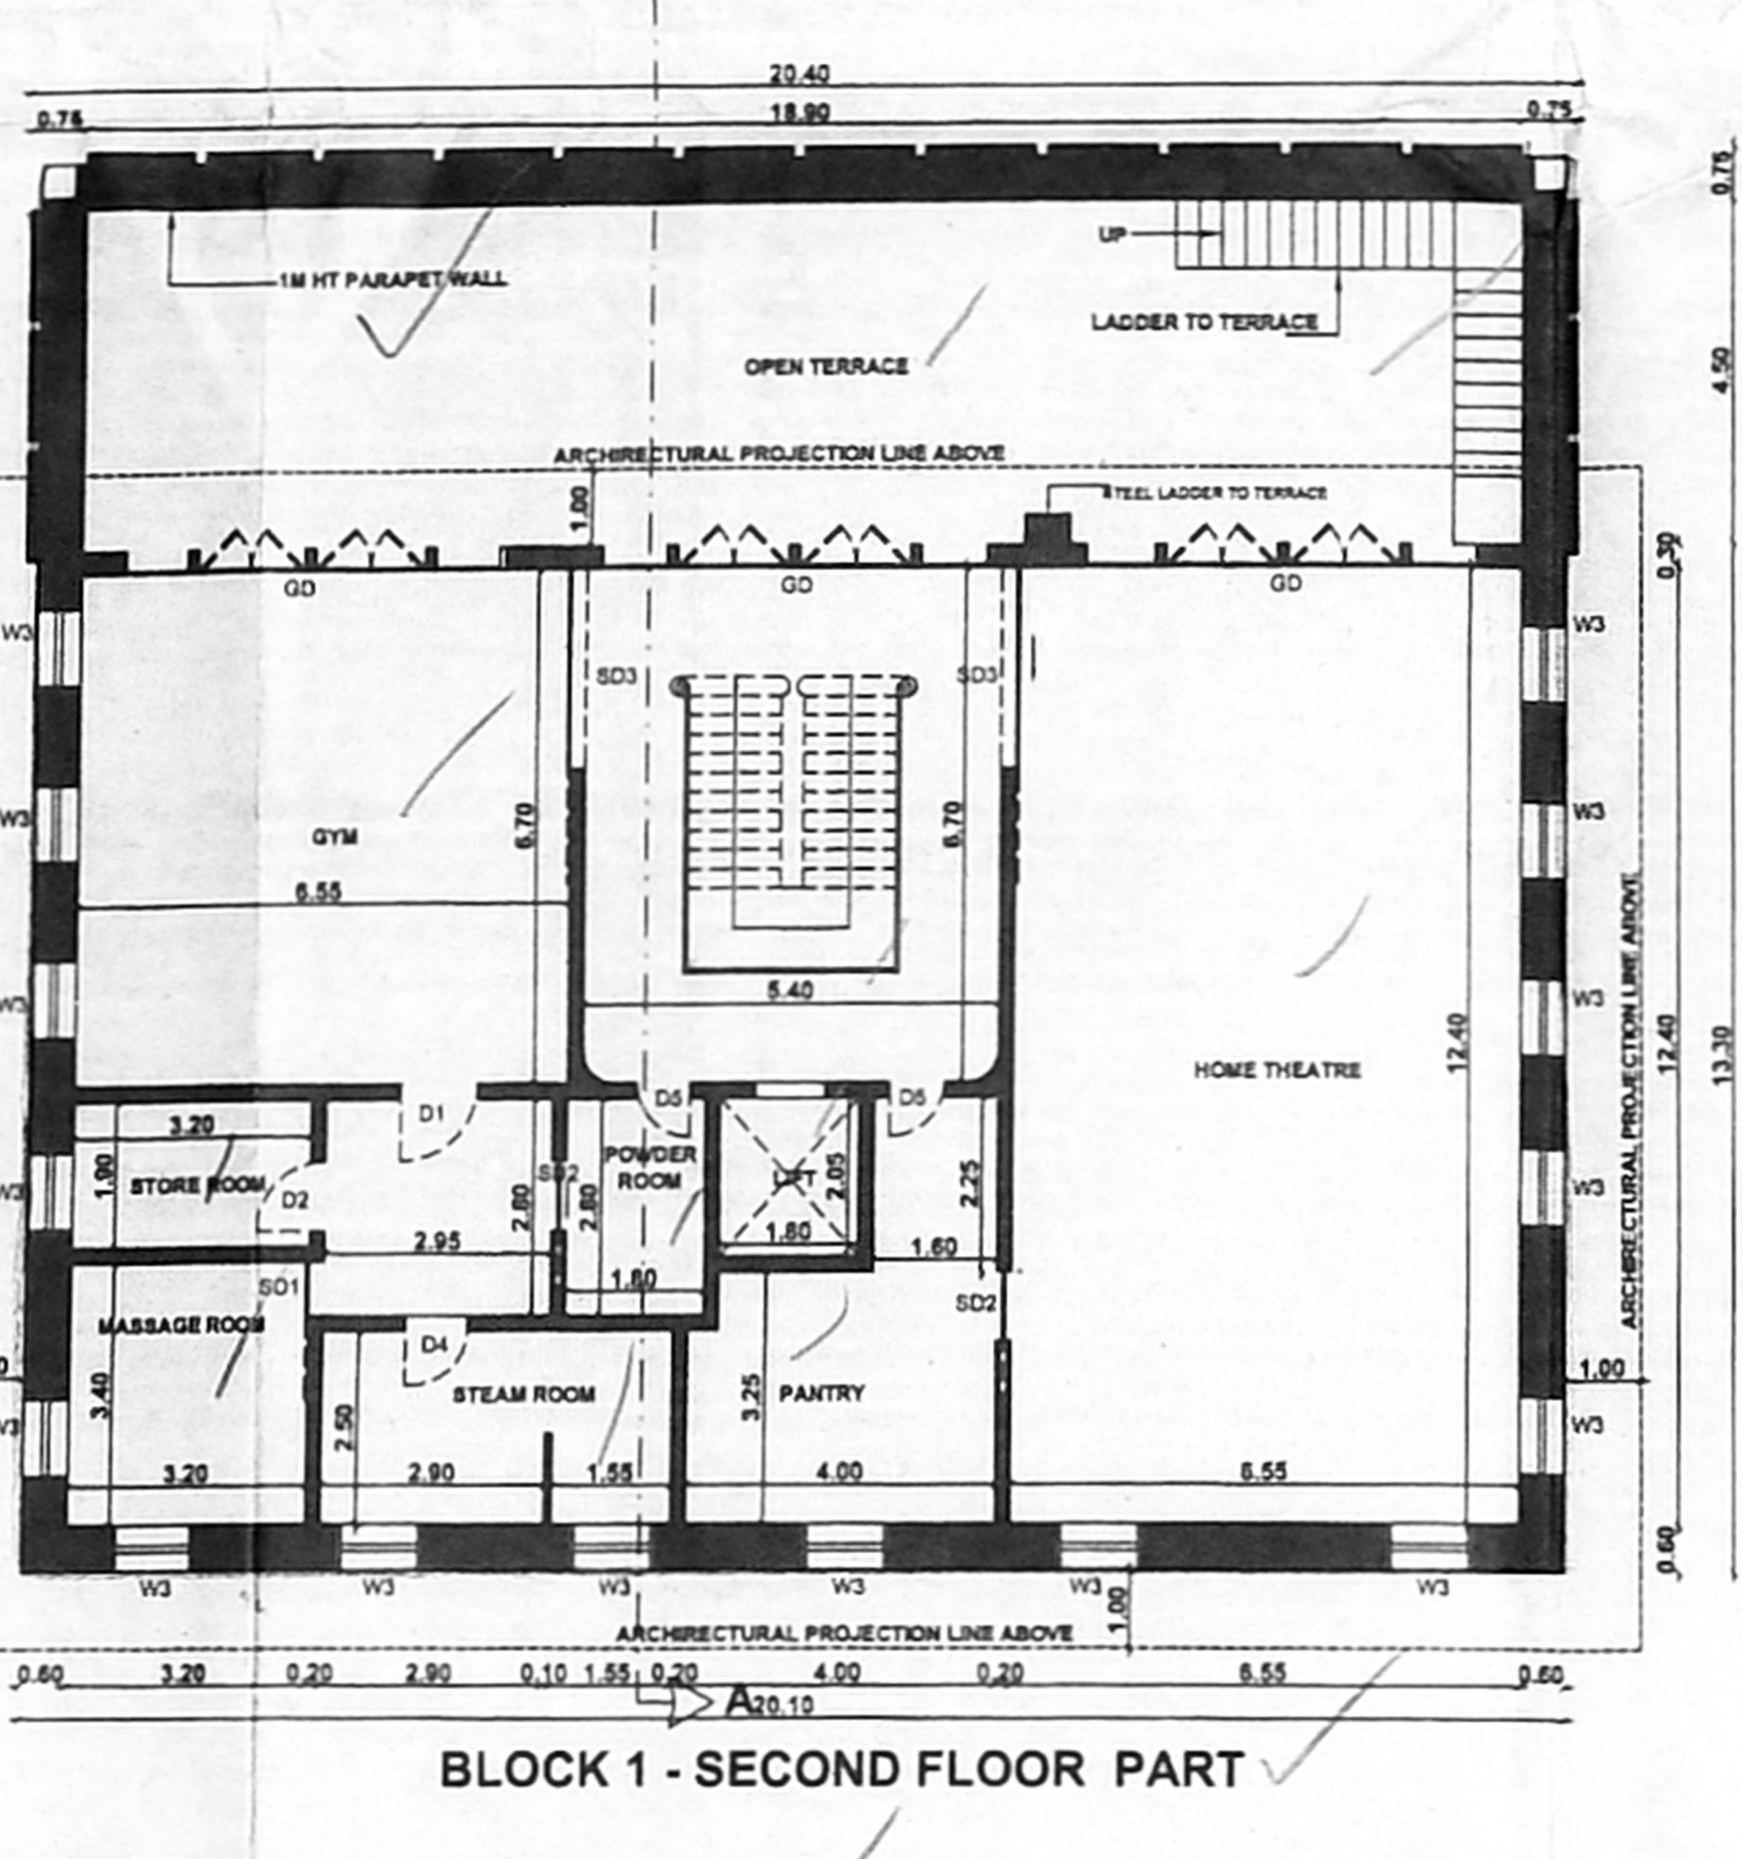 20.40
0.75 18.90 0.75
0.75
UP
1M HT PARAPET WALL
LADDER TO TERRACE
OPEN TERRACE
4.50
ARCHIRECTURAL PROJECTION LINE ABOVE
1.00
STEEL LADDER TO TERRACE
0.30
GD GD GD
W3 W3
SD3 SD3
W3 W3
6.70 6.70
GYM
6.55
5.40
W3 W3
HOME THEATRE
12.40
12.40
13.30
ARCHIRECTURAL PROJECTION LINE ABOVE
D1 D5 D5
3.20
POWDER
ROOM
SD2
LIFT
2.05
2.25
1.90
STORE ROOM
D2
2.80
2.80
W3 W3
2.95
1.80
1.60
1.80
SD1
SD2
MASSAGE ROOM
D4
1.00
3.40
STEAM ROOM
PANTRY
3.25
2.50
W3 W3
3.20 2.90 1.55 4.00 6.55
0.60
W3 W3 W3 W3 W3 W3
1.00
ARCHIRECTURAL PROJECTION LINE ABOVE
0.60 3.20 0.20 2.90 0.10 1.55 0.20 4.00 0.20 6.55 0.60
A
20.10
BLOCK 1 - SECOND FLOOR PART